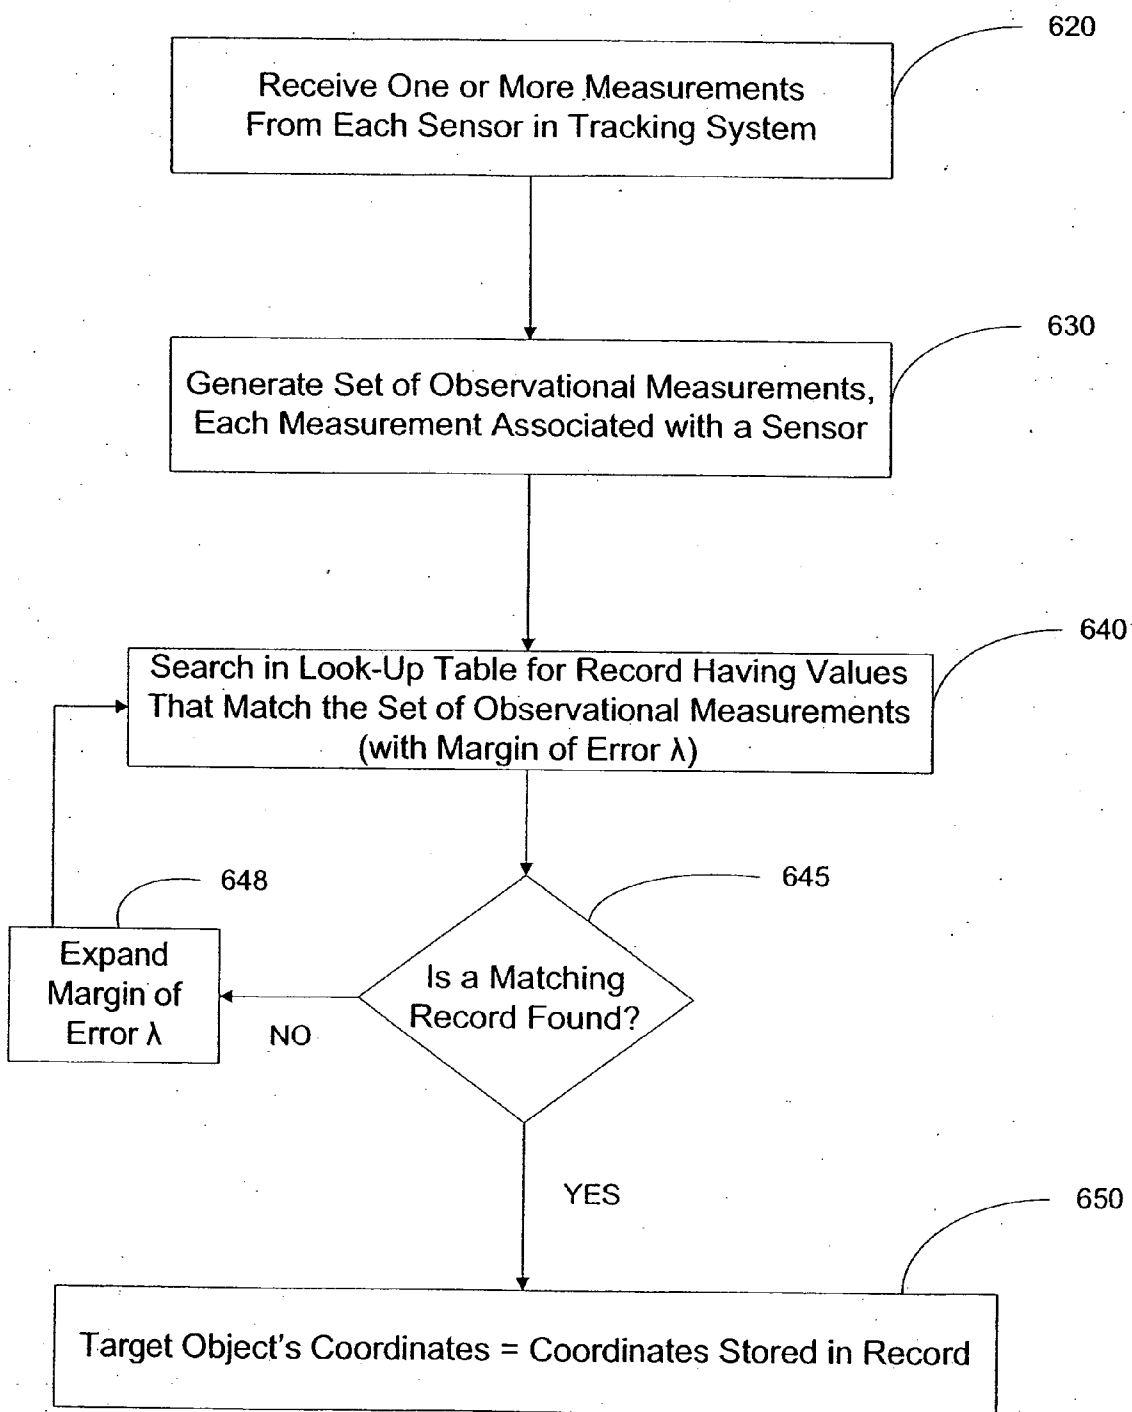 620
Receive One or More Measurements
From Each Sensor in Tracking System
630
Generate Set of Observational Measurements,
Each Measurement Associated with a Sensor
640
Search in Look-Up Table for Record Having Values
That Match the Set of Observational Measurements
(with Margin of Error λ)
648
645
Expand
Margin of
Error λ
Is a Matching
Record Found?
NO
YES
650
Target Object's Coordinates = Coordinates Stored in Record